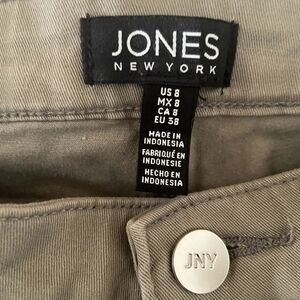 JONES
NEW YORK
US 8
MX 8
CA 8
EU 38
MADE IN
INDONESIA
FABRIQUÉ EN
INDONESIE
HECHO EN
INDONESIA
JNY